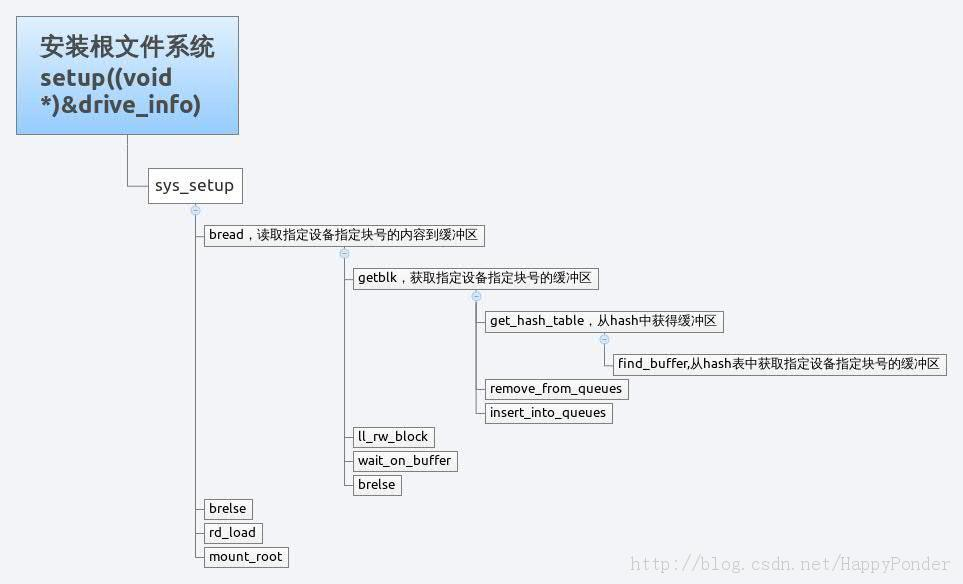 安装根文件系统
setup((void
*)&drive_info)
sys_setup
bread，读取指定设备指定块号的内容到缓冲区
getblk，获取指定设备指定块号的缓冲区
get_hash_table，从hash中获得缓冲区
find_buffer,从hash表中获取指定设备指定块号的缓冲区
remove_from_queues
insert_into_queues
ll_rw_block
wait_on_buffer
brelse
brelse
rd_load
mount_root
http://blog.csdn.net/HappyPonder